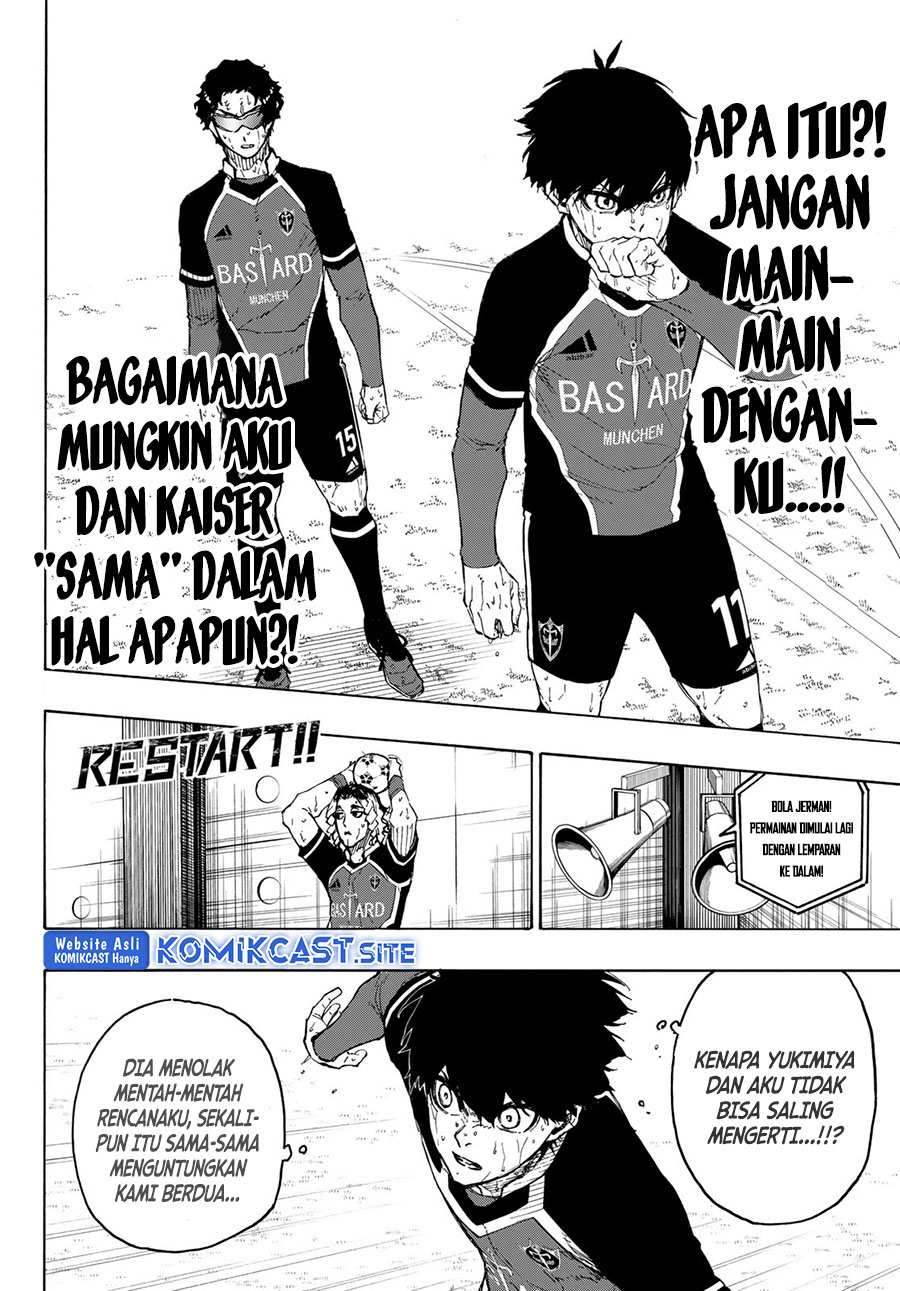 APA ITU?!
JANGAN
MAIN-
MAIN
DENGAN-
KU...!!
BAGAIMANA
MUNGKIN AKU
DAN KAISER
"SAMA" DALAM
HAL APAPUN?!
BASTARD
MÜNCHEN
15
adibas
BASTARD
MÜNCHEN
11
BOLA JERMAN!
PERMAINAN DIMULAI LAGI
DENGAN LEMPARAN
KE DALAM!
RESTART!!
BASTARD
Website Asli
KOMIKCAST Hanya
KOMIKCAST.SITE
KENAPA YUKIMIYA
DAN AKU TIDAK
BISA SALING
MENGERTI...!!?
DIA MENOLAK
MENTAH-MENTAH
RENCANAKU, SEKALI-
PUN ITU SAMA-SAMA
MENGUNTUNGKAN
KAMI BERDUA...